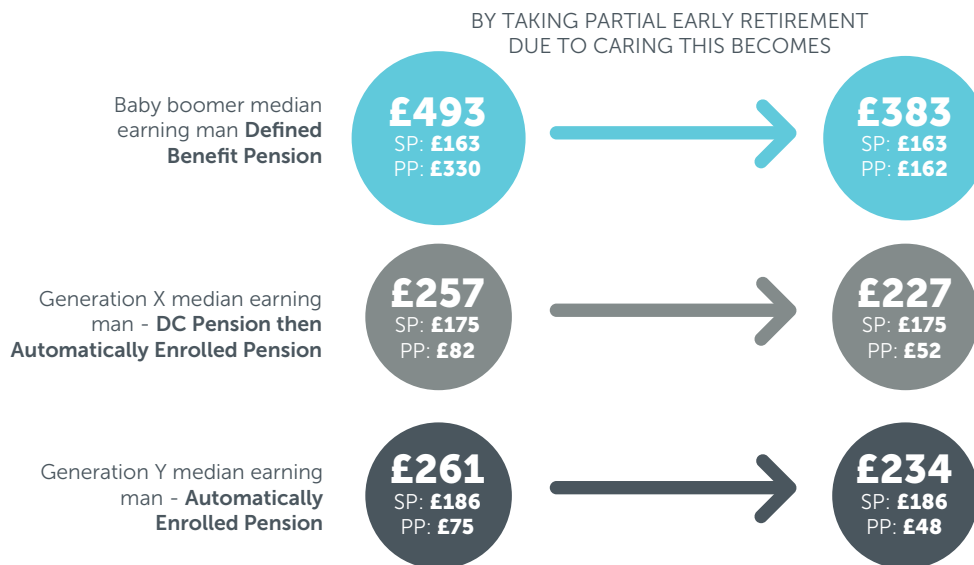 BY TAKING PARTIAL EARLY RETIREMENT
DUE TO CARING THIS BECOMES
Baby boomer median
earning man Defined
Benefit Pension
£493
SP: £163
PP: £330
£383
SP: £163
PP: £162
Generation X median earning
man - DC Pension then
Automatically Enrolled Pension
£257
SP: £175
PP: £82
£227
SP: £175
PP: £52
Generation Y median earning
man - Automatically
Enrolled Pension
£261
SP: £186
PP: £75
£234
SP: £186
PP: £48